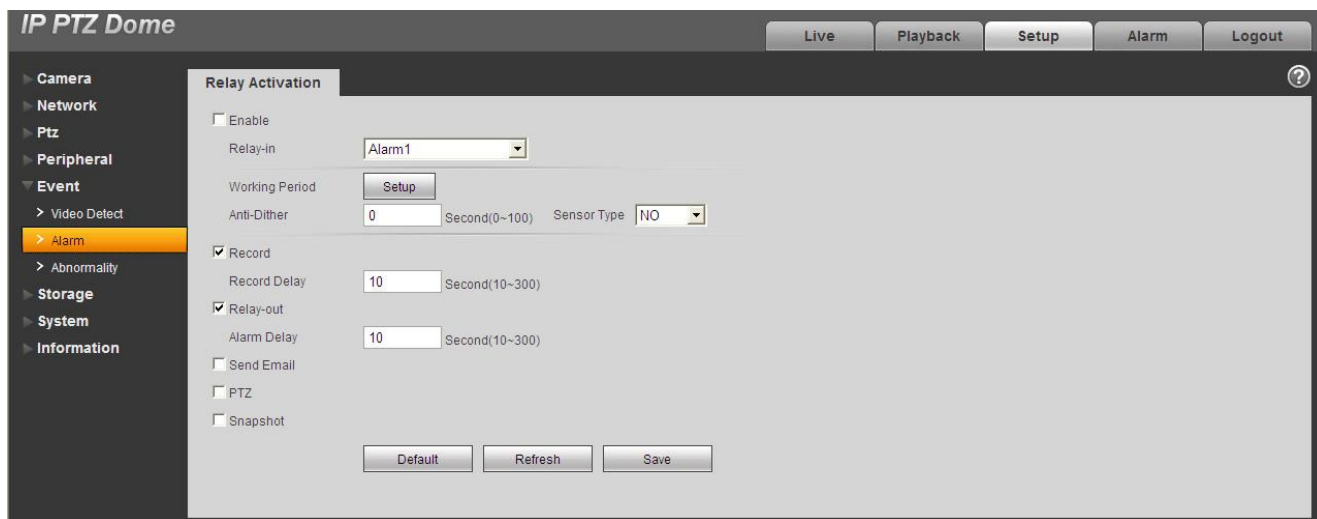 IP PTZ Dome
Live Playback Setup Alarm Logout
Camera
Network
Ptz
Peripheral
Event
Video Detect
Alarm
Abnormality
Storage
System
Information
Relay Activation
?
Enable
Relay-in Alarm1
Working Period Setup
Anti-Dither 0 Second(0~100) Sensor Type NO
Record
Record Delay 10 Second(10~300)
Relay-out
Alarm Delay 10 Second(10~300)
Send Email
PTZ
Snapshot
Default Refresh Save